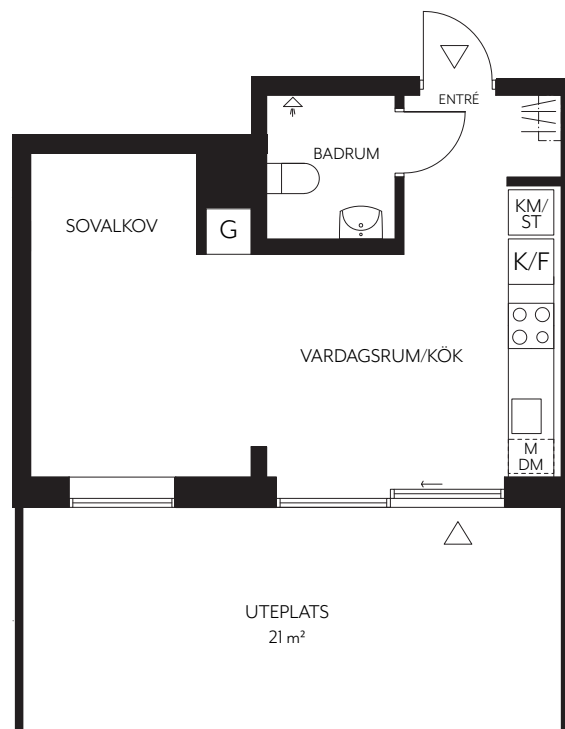 ENTRÉ
BADRUM
KM/
ST
SOVALKOV
G
K/F
VARDAGSRUM/KÖK
M
DM
UTEPLATS
21 m²